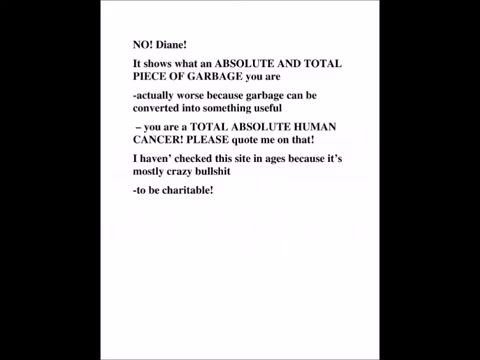 NO! Diane!
It shows what an ABSOLUTE AND TOTAL
PIECE OF GARBAGE you are
-actually worse because garbage can be
converted into something useful
– you are a TOTAL ABSOLUTE HUMAN
CANCER! PLEASE quote me on that!
I haven’ checked this site in ages because it’s
mostly crazy bullshit
-to be charitable!